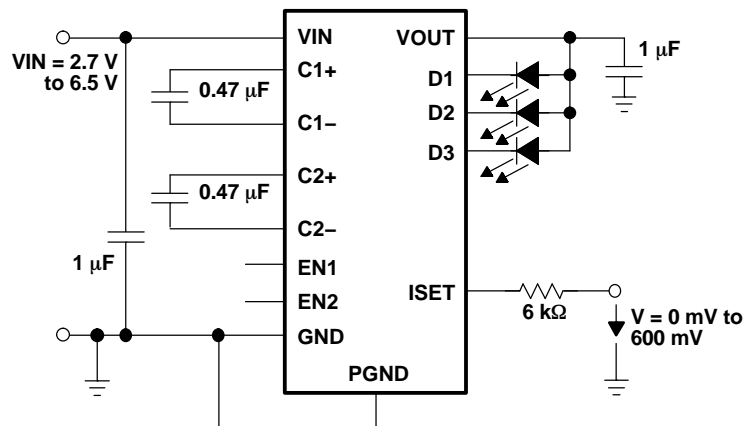 VIN
VOUT
VIN = 2.7 V
to 6.5 V
C1+
0.47 μF
C1−
D1
D2
D3
1 μF
C2+
0.47 μF
C2−
1 μF
EN1
EN2
ISET
6 kΩ
V = 0 mV to
600 mV
GND
PGND